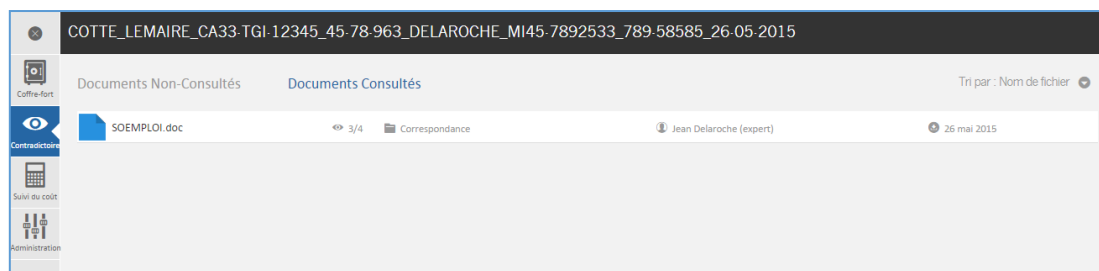 COTTE_LEMAIRE_CA33-TGI-12345_45-78-963_DELAROCHE_MI45-7892533_789-58585_26-05-2015
Coffre-fort
Documents Non-Consultés Documents Consultés Tri par : Nom de fichier
Contradictoire
SOEMPLOI.doc 3/4 Correspondance Jean Delaroche (expert) 26 mai 2015
Suivi du coût
Administration